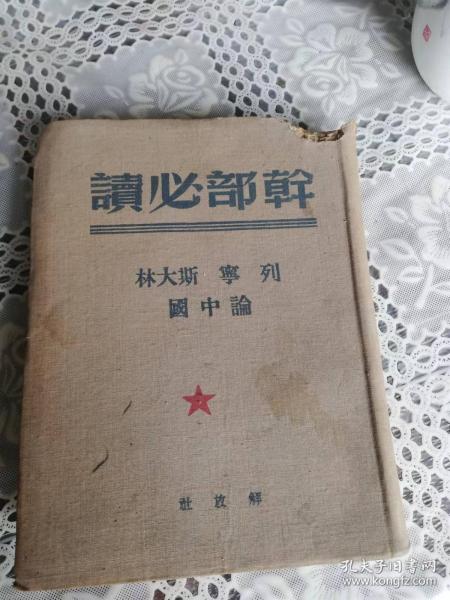 幹部必讀
列寧 斯大林
論中國
解放社
孔夫子旧书网
www.kongfz.com